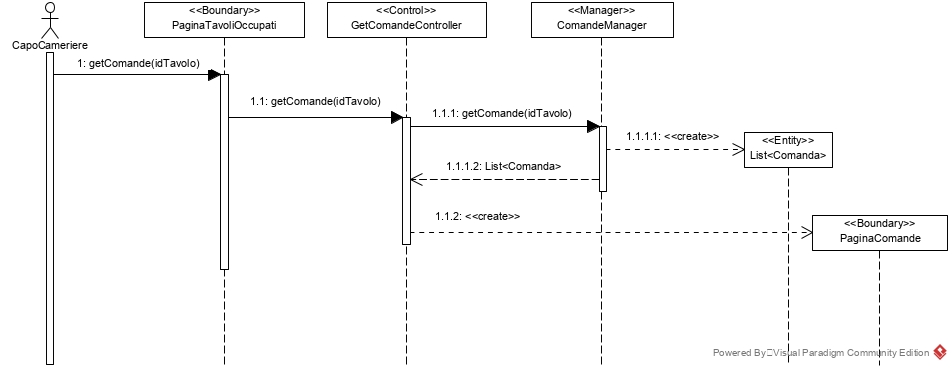 <<Boundary>>
PaginaTavoliOccupati
<<Control>>
GetComandeController
<<Manager>>
ComandeManager
CapoCameriere
1: getComande(idTavolo)
1.1: getComande(idTavolo)
1.1.1: getComande(idTavolo)
1.1.1.1: <<create>>
<<Entity>>
List<Comanda>
1.1.1.2: List<Comanda>
1.1.2: <<create>>
<<Boundary>>
PaginaComande
Powered By Visual Paradigm Community Edition